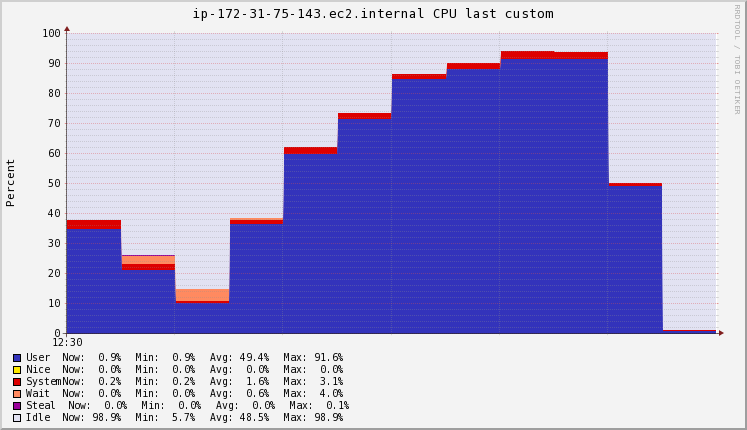 ip-172-31-75-143.ec2.internal CPU last custom
RRDTOOL / TOBI OETIKER
Percent
100
90
80
70
60
50
40
30
20
10
0
12:30
User Now: 0.9% Min: 0.9% Avg: 49.4% Max: 91.6%
Nice Now: 0.0% Min: 0.0% Avg: 0.0% Max: 0.0%
System Now: 0.2% Min: 0.2% Avg: 1.6% Max: 3.1%
Wait Now: 0.0% Min: 0.0% Avg: 0.6% Max: 4.0%
Steal Now: 0.0% Min: 0.0% Avg: 0.0% Max: 0.1%
Idle Now: 98.9% Min: 5.7% Avg: 48.5% Max: 98.9%